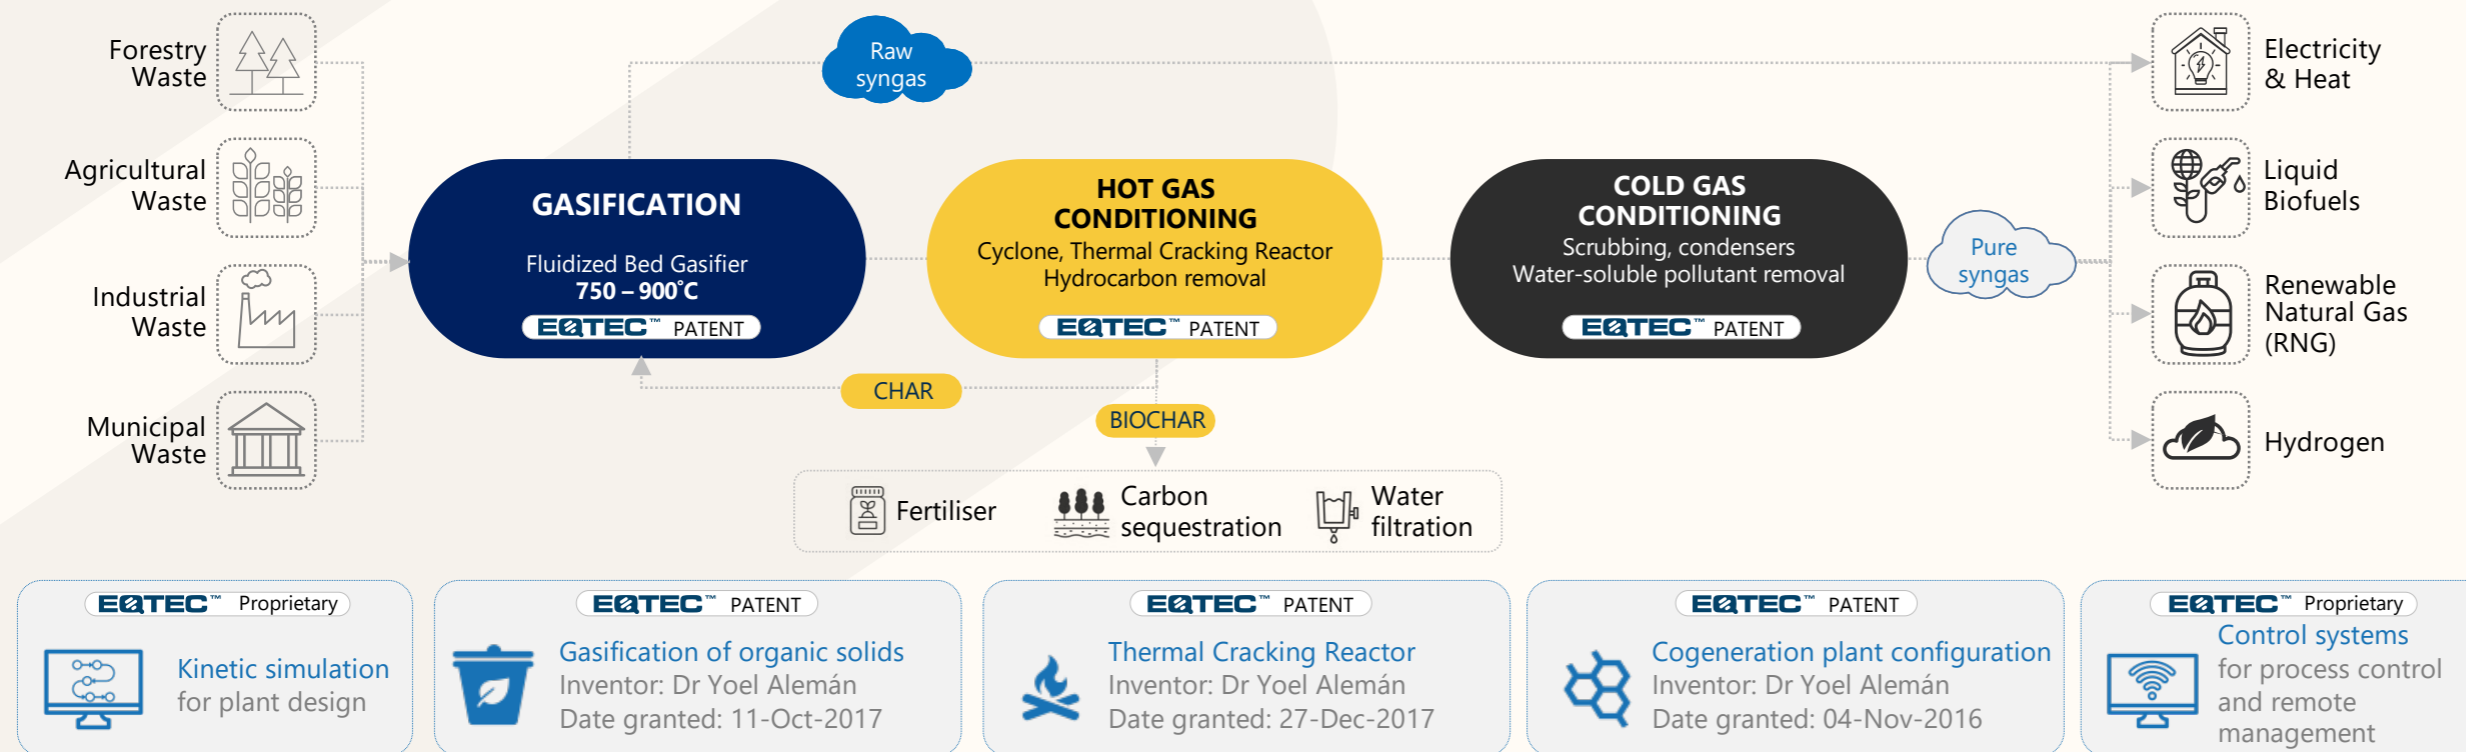 Forestry
Waste
Agricultural
Waste
Industrial
Waste
Municipal
Waste
Raw
syngas
GASIFICATION
Fluidized Bed Gasifier
750 – 900°C
EQTEC™ PATENT
HOT GAS
CONDITIONING
Cyclone, Thermal Cracking Reactor
Hydrocarbon removal
EQTEC™ PATENT
COLD GAS
CONDITIONING
Scrubbing, condensers
Water-soluble pollutant removal
EQTEC™ PATENT
Pure
syngas
Electricity
& Heat
Liquid
Biofuels
Renewable
Natural Gas
(RNG)
Hydrogen
CHAR
BIOCHAR
Fertiliser
Carbon
sequestration
Water
filtration
EQTEC™ Proprietary
Kinetic simulation
for plant design
EQTEC™ PATENT
Gasification of organic solids
Inventor: Dr Yoel Alemán
Date granted: 11-Oct-2017
EQTEC™ PATENT
Thermal Cracking Reactor
Inventor: Dr Yoel Alemán
Date granted: 27-Dec-2017
EQTEC™ PATENT
Cogeneration plant configuration
Inventor: Dr Yoel Alemán
Date granted: 04-Nov-2016
EQTEC™ Proprietary
Control systems
for process control
and remote
management